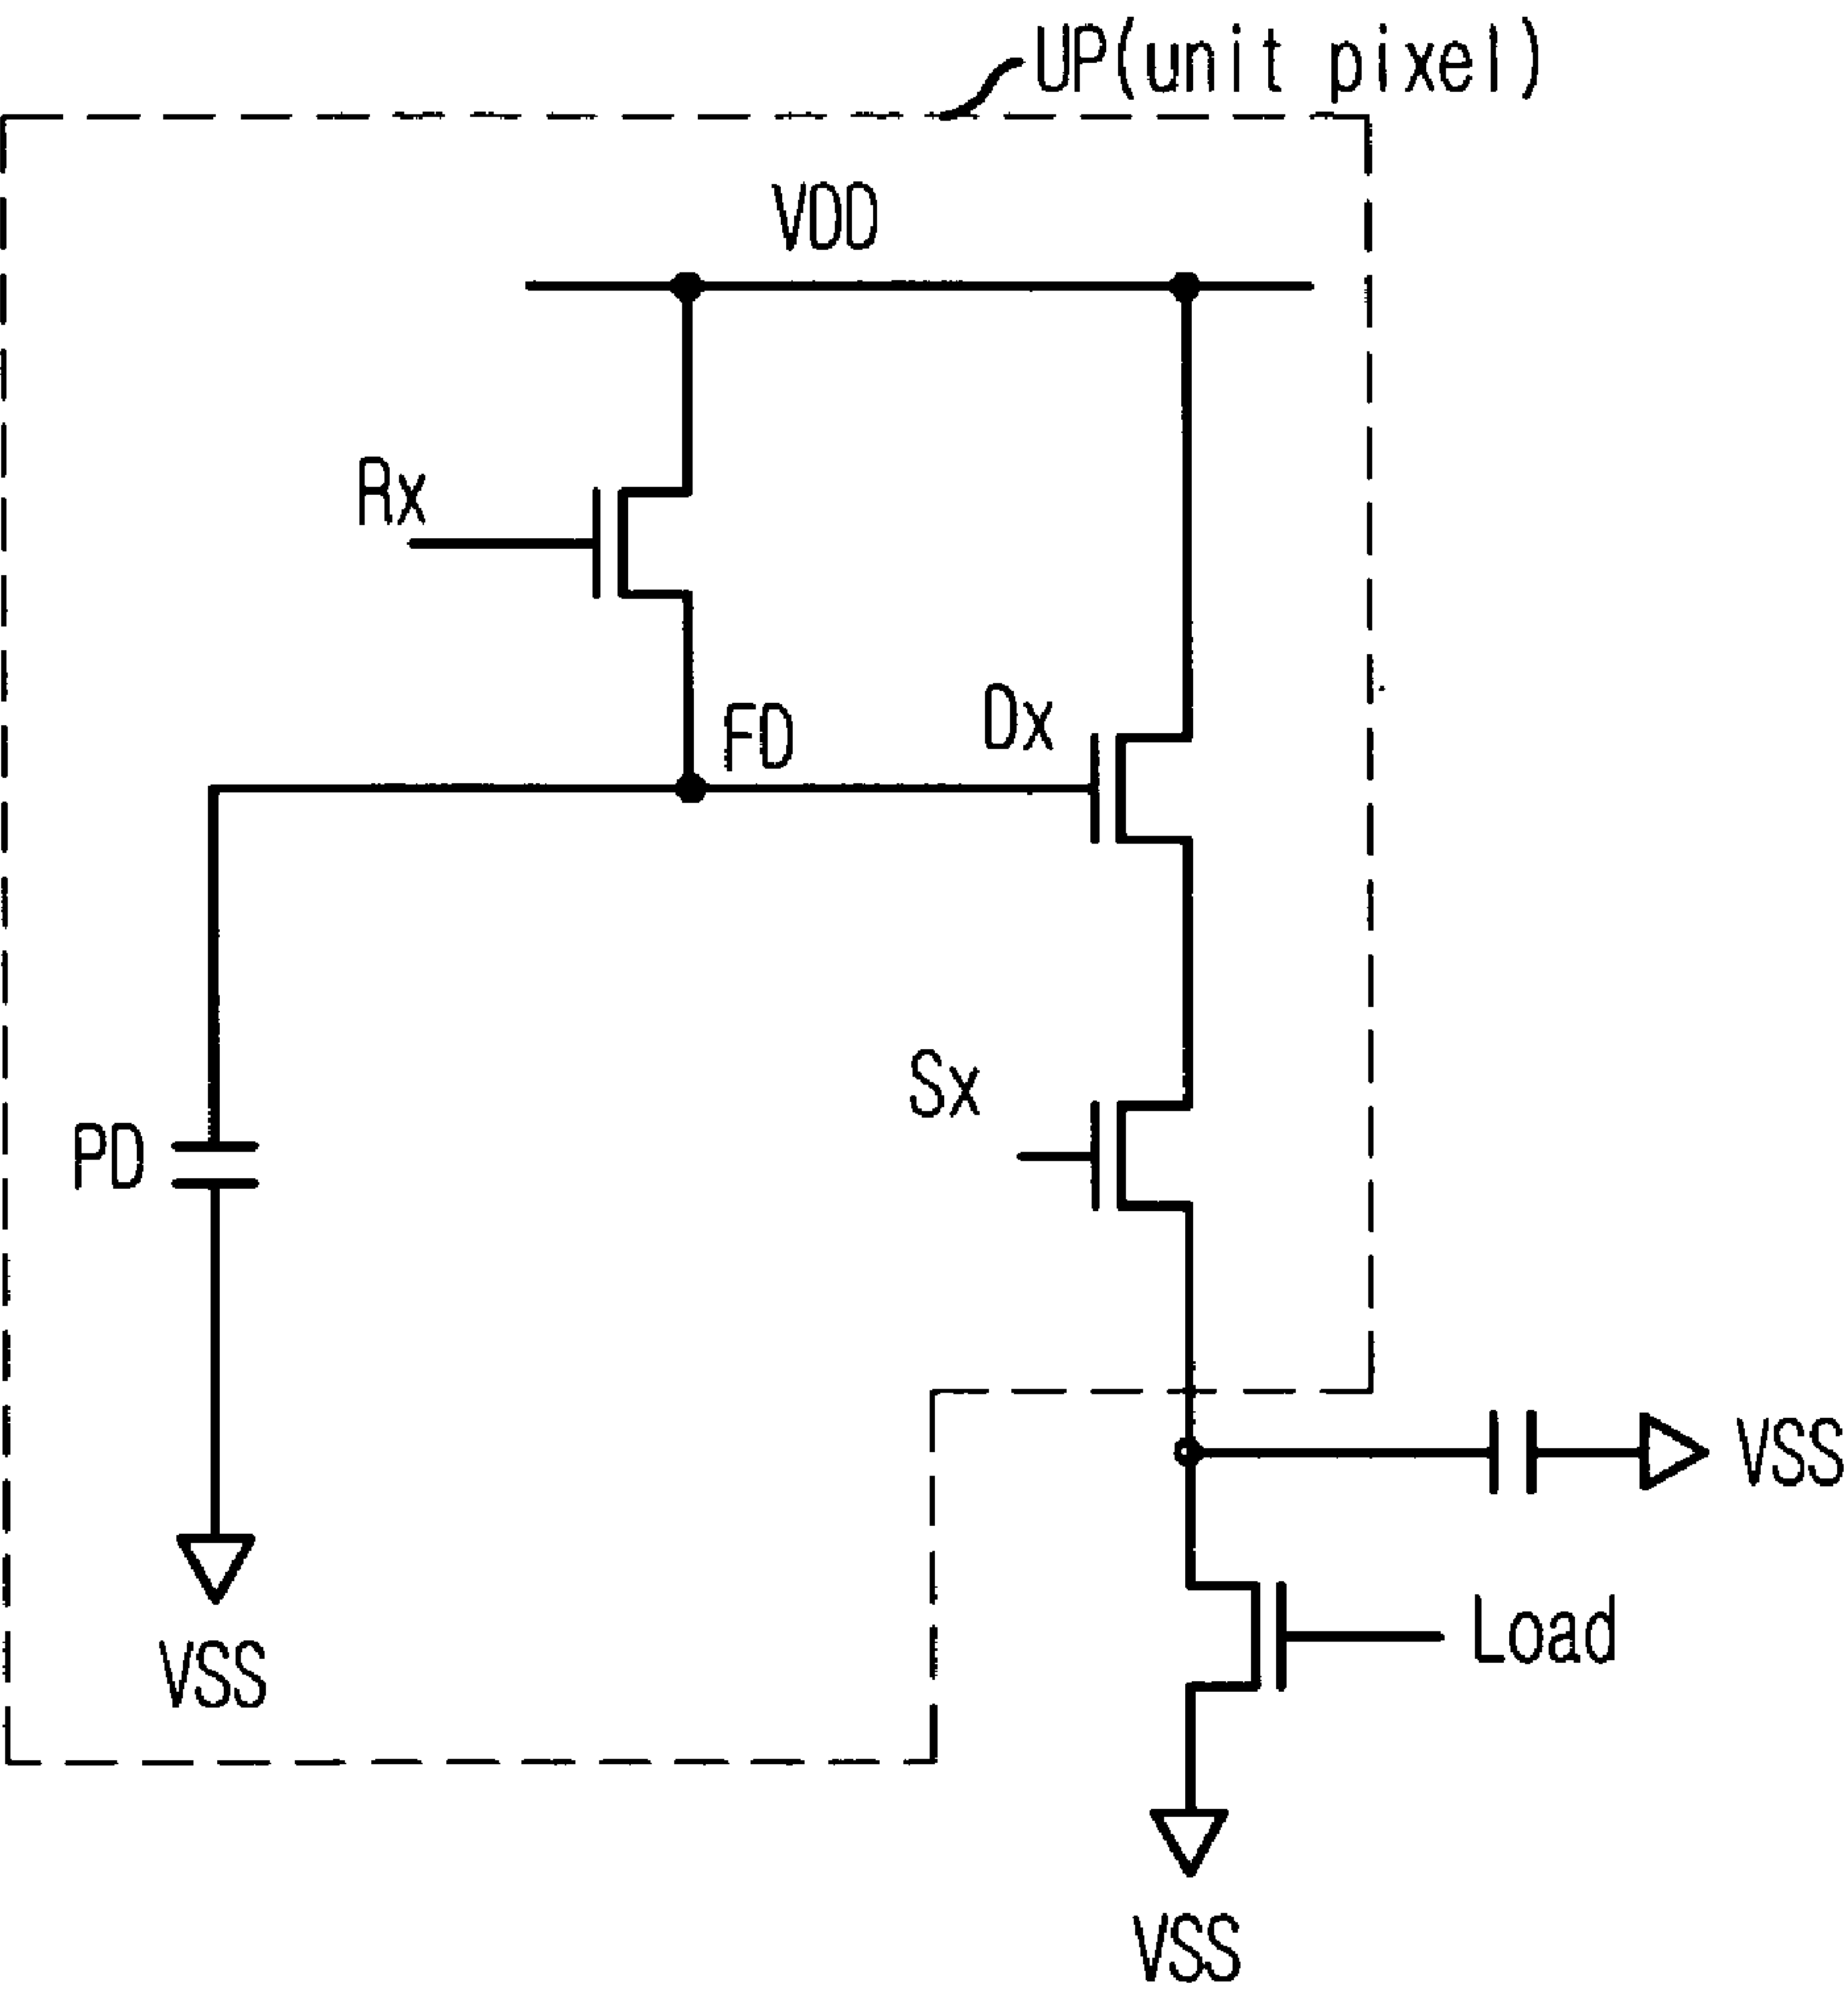 UP(unit pixel)
VDD
Rx
FD
Dx
Sx
PD
VSS
Load
VSS
VSS